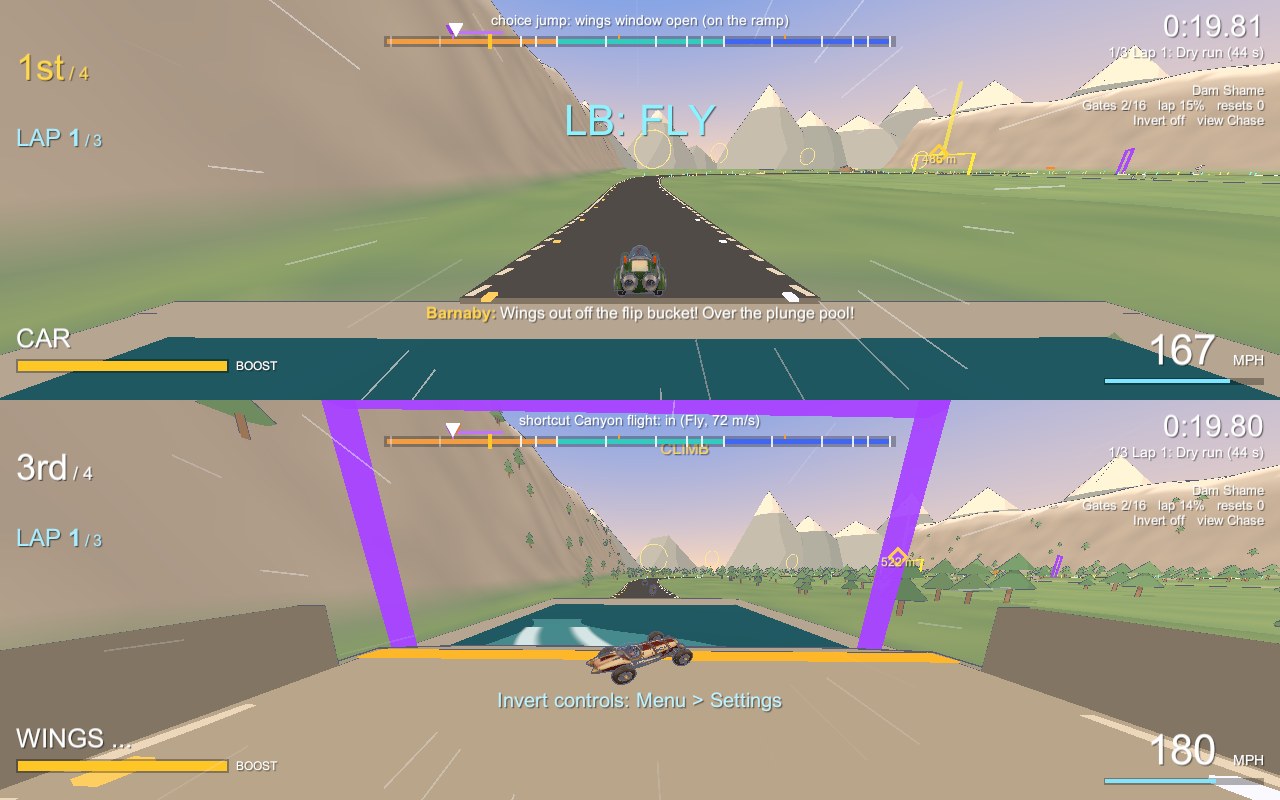 choice jump: wings window open (on the ramp)
0:19.81
1/3 Lap 1: Dry run (44 s)
1st / 4
Dam Shame
Gates 2/16 lap 15% resets 0
Invert off view Chase
LB: FLY
LAP 1 / 3
485 m
Barnaby: Wings out off the flip bucket! Over the plunge pool!
CAR
BOOST
167 MPH
shortcut Canyon flight: in (Fly, 72 m/s)
0:19.80
CLIMB
1/3 Lap 1: Dry run (44 s)
3rd / 4
Dam Shame
Gates 2/16 lap 14% resets 0
Invert off view Chase
LAP 1 / 3
522 m
Invert controls: Menu > Settings
WINGS ...
BOOST
180 MPH